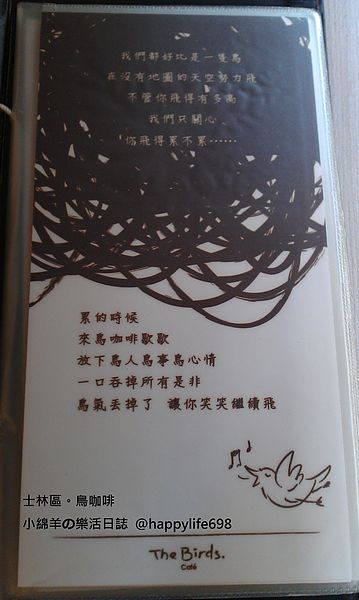 我們都好比是一隻鳥
在沒有地圖的天空努力飛
不管你飛得有多高
我們只關心
你飛得累不累⋯⋯
累的時候
來鳥咖啡歇歇
放下鳥人鳥事鳥心情
一口吞掉所有是非
鳥氣丟掉了 讓你笑笑繼續飛
士林區。鳥咖啡
小綿羊の樂活日誌 @happylife698
The Birds.
Café